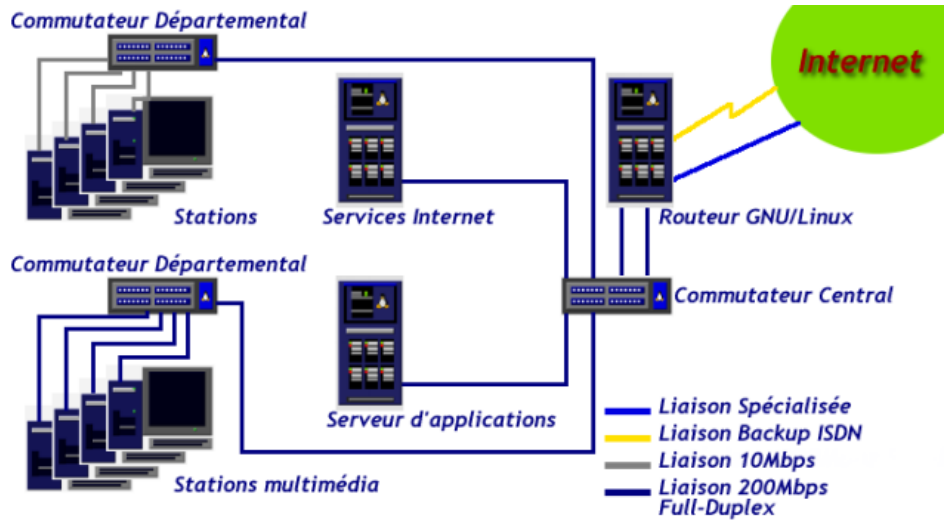 Commutateur Départemental
Internet
Stations
Services Internet
Routeur GNU/Linux
Commutateur Départemental
Commutateur Central
Serveur d'applications
Stations multimédia
Liaison Spécialisée
Liaison Backup ISDN
Liaison 10Mbps
Liaison 200Mbps
Full-Duplex